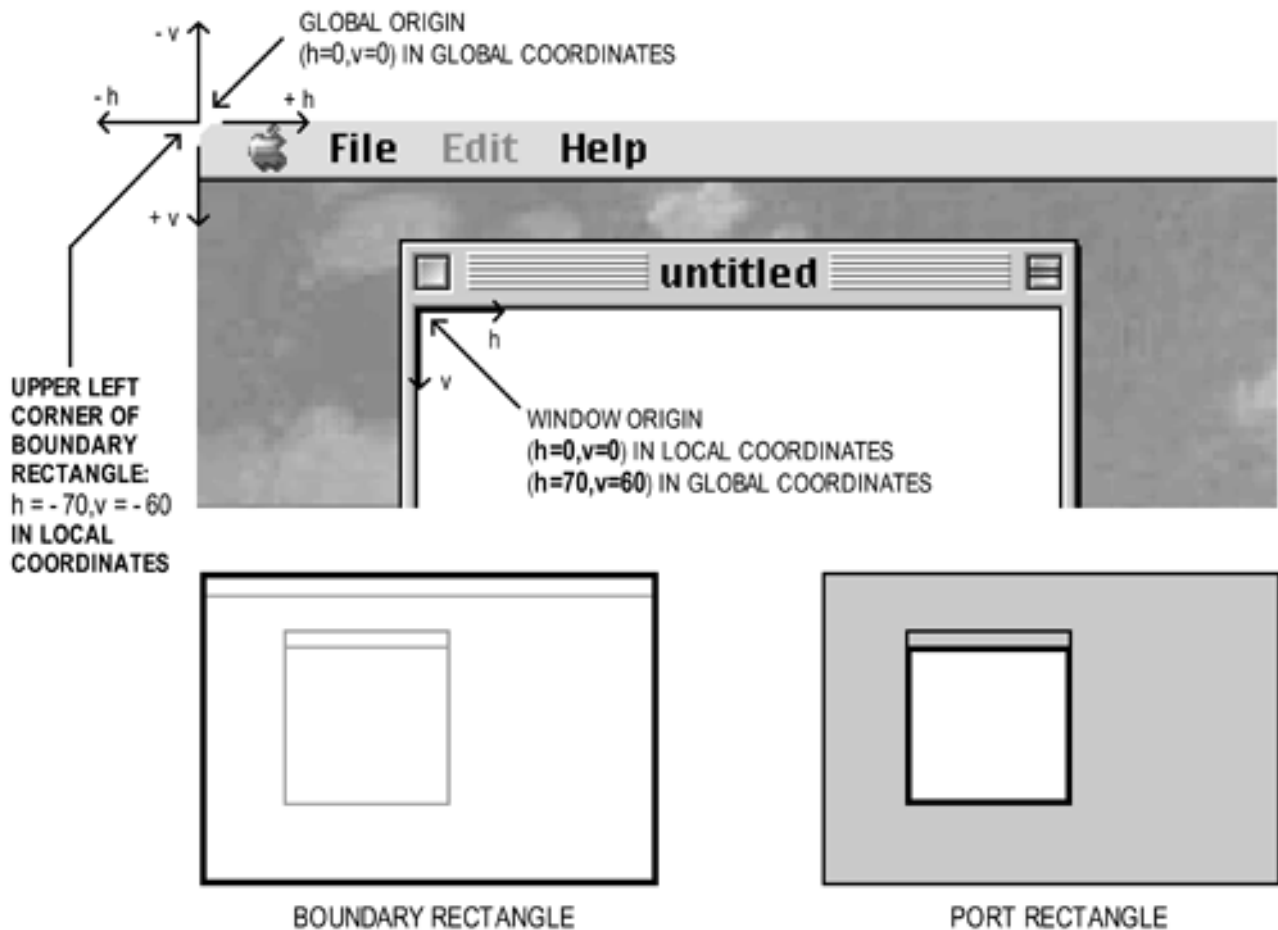 GLOBAL ORIGIN
(h=0,v=0) IN GLOBAL COORDINATES
- v
- h
+ h
+ v
File Edit Help
untitled
h
v
UPPER LEFT
CORNER OF
BOUNDARY
RECTANGLE:
h = - 70,v = - 60
IN LOCAL
COORDINATES
WINDOW ORIGIN
(h=0,v=0) IN LOCAL COORDINATES
(h=70,v=60) IN GLOBAL COORDINATES
BOUNDARY RECTANGLE
PORT RECTANGLE